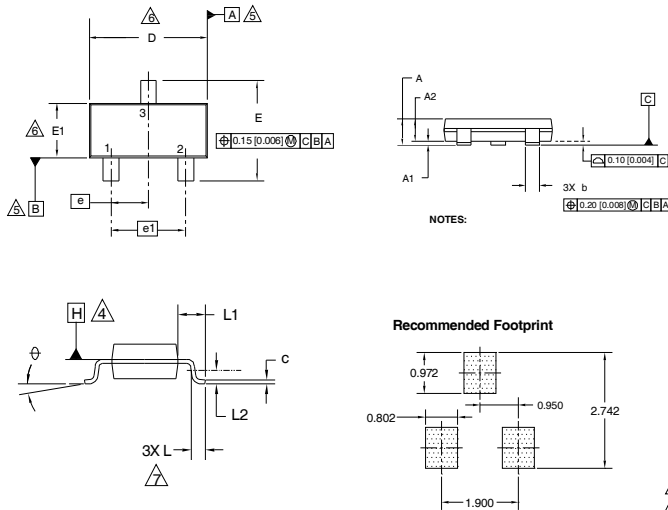 6
D
A 5
3
E
6 E1
1 2
0.15 [0.006] M C B A
5 B
e
e1
A
A2
C
0.10 [0.004] C
A1
3X b
0.20 [0.008] M C B A
NOTES:
H 4
L1
θ
c
L2
3X L
7
Recommended Footprint
0.972
0.950
2.742
0.802
1.900